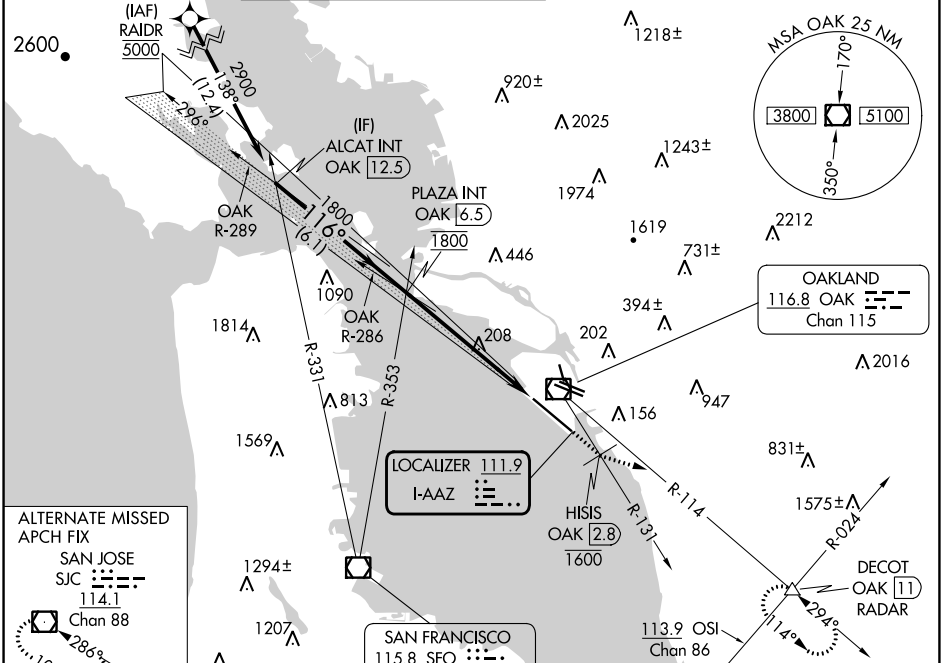 (IAF)
RAIDR
5000
2600
2900
138°
(12.4)
296°
(IF)
ALCAT INT
OAK 12.5
OAK
R-289
1800
116°
(6.1)
PLAZA INT
OAK 6.5
1800
OAK
R-286
1218±
920±
2025
1243±
1974
1619
2212
731±
446
394±
202
208
1090
1814
813
1569
R-331
R-353
MSA OAK 25 NM
170°
3800
5100
350°
OAKLAND
116.8 OAK
Chan 115
2016
947
156
831±
1575±
LOCALIZER 111.9
I-AAZ
HISIS
OAK 2.8
1600
R-131
R-114
R-024
DECOT
OAK 11
RADAR
294°
114°
113.9 OSI
Chan 86
1294±
1207
SAN FRANCISCO
115.8 SFO
ALTERNATE MISSED
APCH FIX
SAN JOSE
SJC
114.1
Chan 88
286°